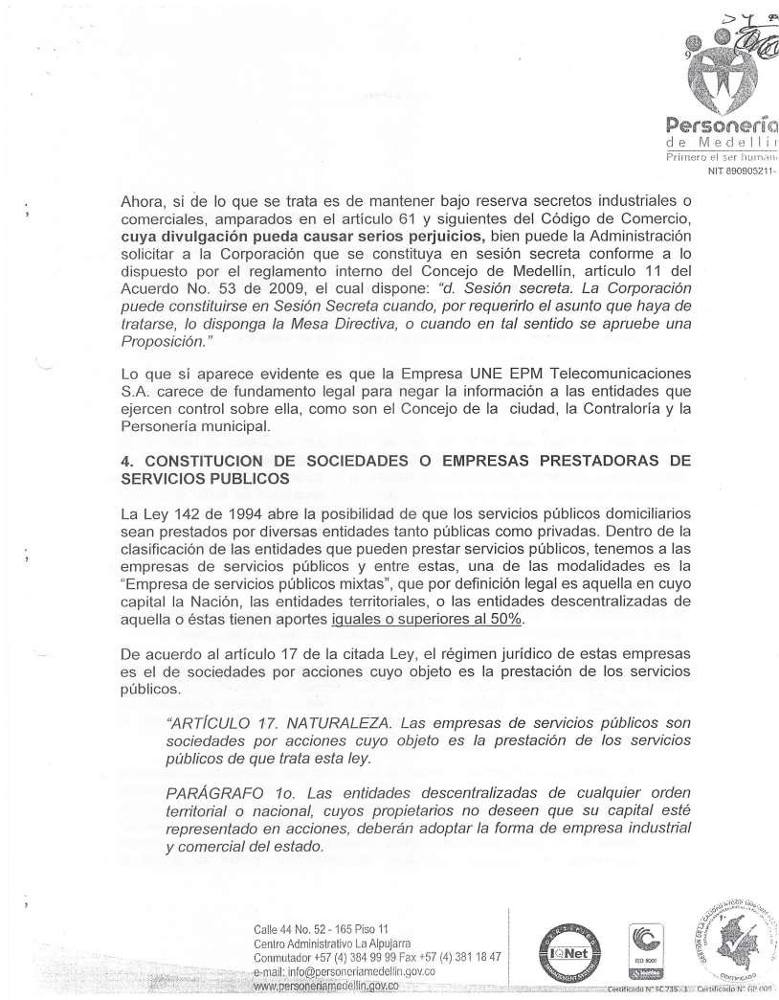 9
Personería
de Medellín
Primero el ser human
NIT 890905211-
Ahora, si de lo que se trata es de mantener bajo reserva secretos industriales o
comerciales, amparados en el artículo 61 y siguientes del Código de Comercio,
cuya divulgación pueda causar serios perjuicios, bien puede la Administración
solicitar a la Corporación que se constituya en sesión secreta conforme a lo
dispuesto por el reglamento interno del Concejo de Medellín, artículo 11 del
Acuerdo No. 53 de 2009, el cual dispone: “d. Sesión secreta. La Corporación
puede constituirse en Sesión Secreta cuando, por requerirlo el asunto que haya de
tratarse, lo disponga la Mesa Directiva, o cuando en tal sentido se apruebe una
Proposición.”
Lo que sí aparece evidente es que la Empresa UNE EPM Telecomunicaciones
S.A. carece de fundamento legal para negar la información a las entidades que
ejercen control sobre ella, como son el Concejo de la ciudad, la Contraloría y la
Personería municipal.
4. CONSTITUCION DE SOCIEDADES O EMPRESAS PRESTADORAS DE
SERVICIOS PUBLICOS
La Ley 142 de 1994 abre la posibilidad de que los servicios públicos domiciliarios
sean prestados por diversas entidades tanto públicas como privadas. Dentro de la
clasificación de las entidades que pueden prestar servicios públicos, tenemos a las
empresas de servicios públicos y entre estas, una de las modalidades es la
“Empresa de servicios públicos mixtas”, que por definición legal es aquella en cuyo
capital la Nación, las entidades territoriales, o las entidades descentralizadas de
aquella o éstas tienen aportes iguales o superiores al 50%.
De acuerdo al artículo 17 de la citada Ley, el régimen jurídico de estas empresas
es el de sociedades por acciones cuyo objeto es la prestación de los servicios
públicos.
“ARTÍCULO 17. NATURALEZA. Las empresas de servicios públicos son
sociedades por acciones cuyo objeto es la prestación de los servicios
públicos de que trata esta ley.
PARÁGRAFO 1o. Las entidades descentralizadas de cualquier orden
territorial o nacional, cuyos propietarios no deseen que su capital esté
representado en acciones, deberán adoptar la forma de empresa industrial
y comercial del estado.
Calle 44 No. 52 - 165 Piso 11
Centro Administrativo La Alpujarra
Conmutador +57 (4) 384 99 99 Fax +57 (4) 381 18 47
e-mail: info@personeriamedellin.gov.co
www.personeriamedellin.gov.co
CERTIFIED
IQNet
MANAGEMENT SYSTEM
ISO 9001
icontec
CERTIFICADO
Certificado N° SC 735 - 1 Certificado N° GP 008